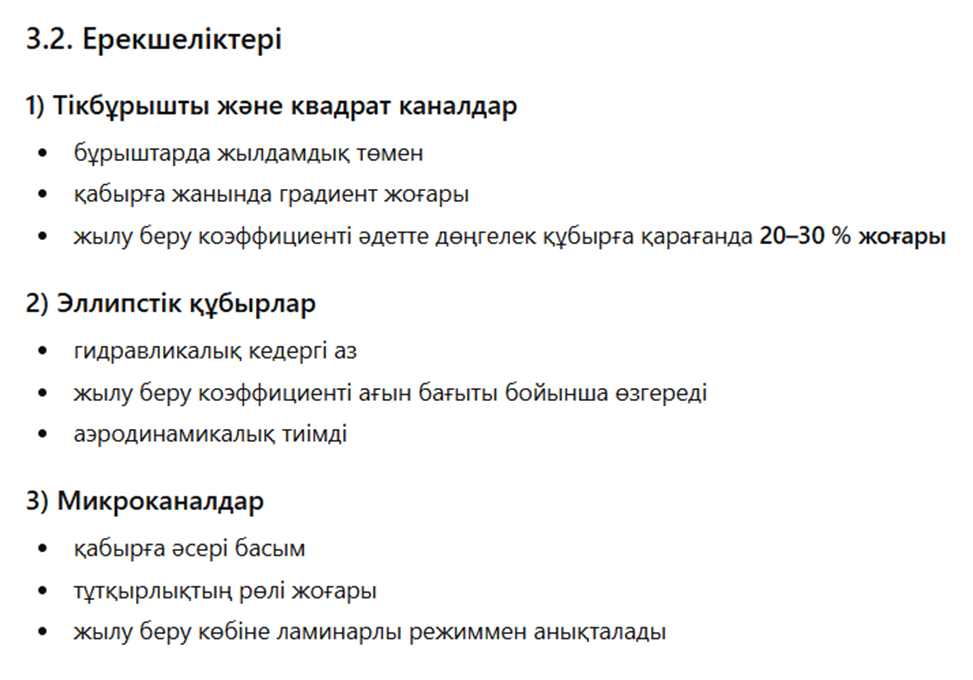 3.2. Ерекшеліктері
1) Тікбұрышты және квадрат каналдар
• бұрыштарда жылдамдық төмен
• қабырға жанында градиент жоғары
• жылу беру коэффициенті әдетте дөңгелек құбырға қарағанда 20–30 % жоғары
2) Эллипстік құбырлар
• гидравликалық кедергі аз
• жылу беру коэффициенті ағын бағыты бойынша өзгереді
• аэродинамикалық тиімді
3) Микроканалдар
• қабырға әсері басым
• тұтқырлықтың рөлі жоғары
• жылу беру көбіне ламинарлы режиммен анықталады